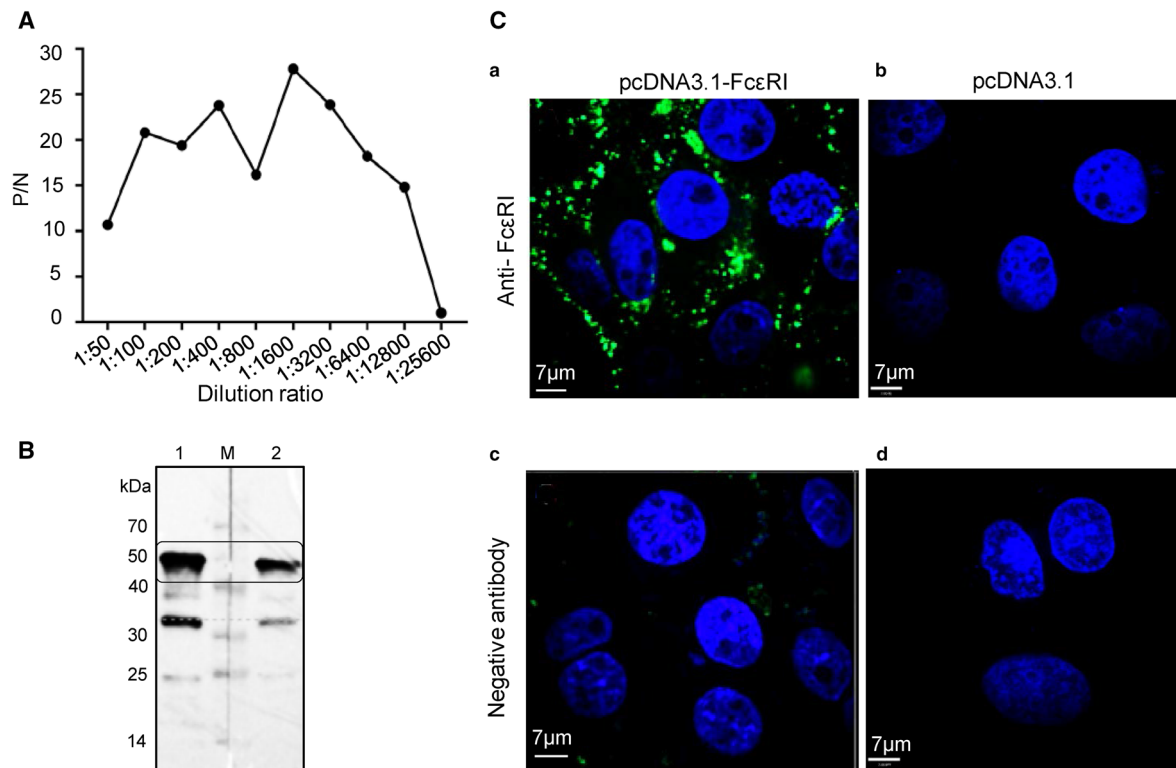 A
30
25
20
15
10
5
0
P/N
1:50
1:100
1:200
1:400
1:800
1:1600
1:3200
1:6400
1:12800
1:25600
Dilution ratio
B
1 M 2
kDa
70
50
40
30
25
14
C
a
pcDNA3.1-FcεRI
b
pcDNA3.1
Anti- FcεRI
7μm
7μm
c
d
Negative antibody
7μm
7μm